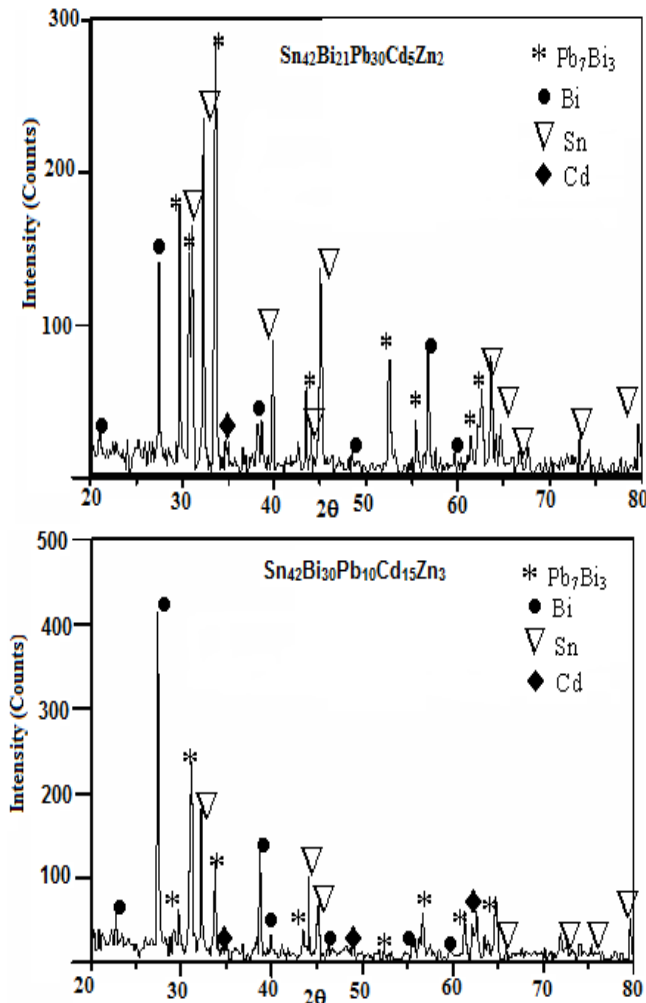 300
200
100
Intensity (Counts)
Sn₄₂Bi₂₁Pb₃₀Cd₅Zn₂
* Pb₇Bi₃
● Bi
▽ Sn
◆ Cd
20 30 40 50 60 70 80
2θ
500
400
300
200
100
Intensity (Counts)
Sn₄₂Bi₃₀Pb₁₀Cd₁₅Zn₃
* Pb₇Bi₃
● Bi
▽ Sn
◆ Cd
20 30 40 50 60 70 80
2θ